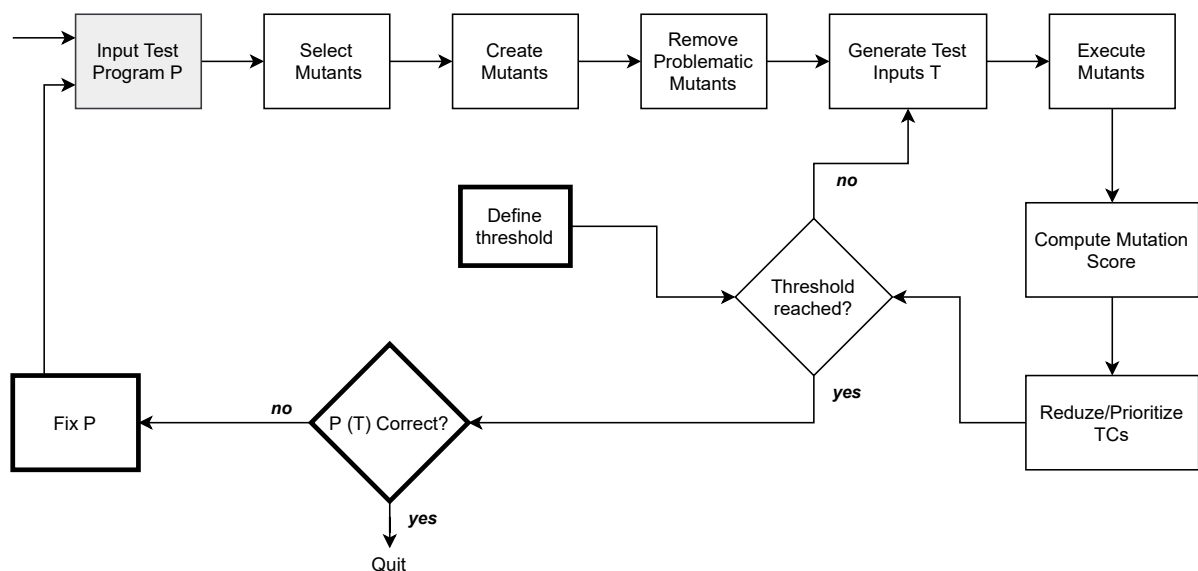 Input Test
Program P
Select
Mutants
Create
Mutants
Remove
Problematic
Mutants
Generate Test
Inputs T
Execute
Mutants
no
Define
threshold
Threshold
reached?
Compute Mutation
Score
yes
Reduze/Prioritize
TCs
Fix P
no
P (T) Correct?
yes
Quit